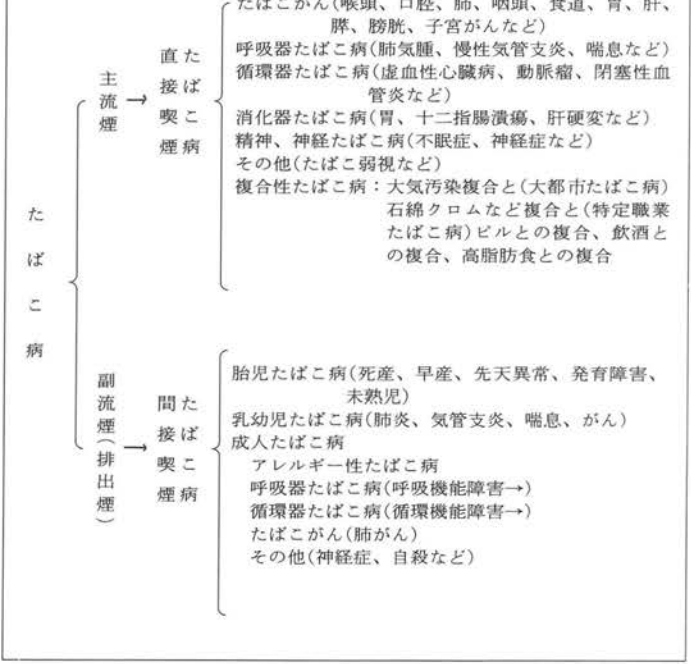 たばこ病
主流煙→
直接喫煙
たばこ病
たばこがん(喉頭、口腔、肺、咽頭、食道、胃、肝、
膵、膀胱、子宮がんなど)
呼吸器たばこ病(肺気腫、慢性気管支炎、喘息など)
循環器たばこ病(虚血性心臓病、動脈瘤、閉塞性血
管炎など)
消化器たばこ病(胃、十二指腸潰瘍、肝硬変など)
精神、神経たばこ病(不眠症、神経症など)
その他(たばこ弱視など)
複合性たばこ病：大気汚染複合と(大都市たばこ病)
石綿クロムなど複合と(特定職業
たばこ病)ピルとの複合、飲酒と
の複合、高脂肪食との複合
副流煙(排出煙)→
間接喫煙
たばこ病
胎児たばこ病(死産、早産、先天異常、発育障害、
未熟児)
乳幼児たばこ病(肺炎、気管支炎、喘息、がん)
成人たばこ病
アレルギー性たばこ病
呼吸器たばこ病(呼吸機能障害→)
循環器たばこ病(循環機能障害→)
たばこがん(肺がん)
その他(神経症、自殺など)